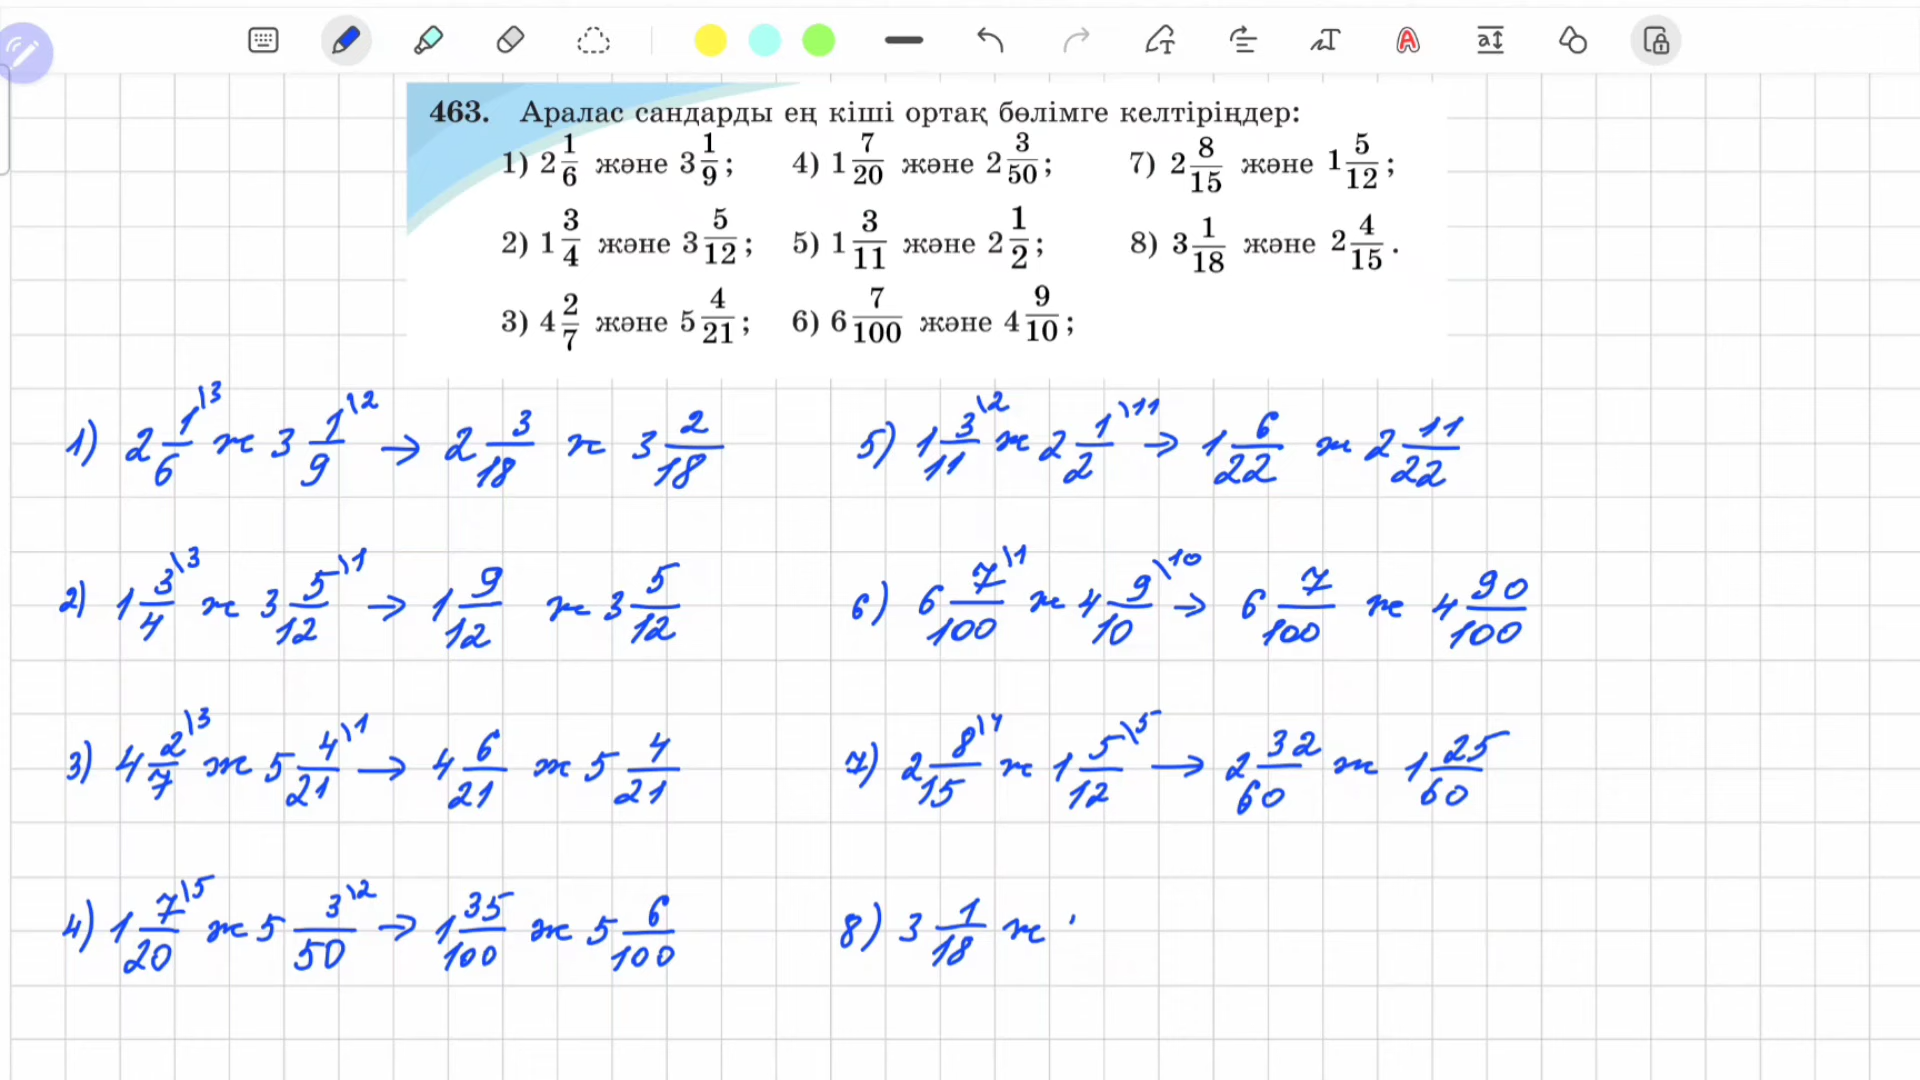 463. Аралас сандарды ең кіші ортақ бөлімге келтіріңдер:
1) 2 1/6 және 3 1/9; 4) 1 7/20 және 2 3/50; 7) 2 8/15 және 1 5/12;
2) 1 3/4 және 3 5/12; 5) 1 3/11 және 2 1/2; 8) 3 1/18 және 2 4/15.
3) 4 2/7 және 5 4/21; 6) 6 7/100 және 4 9/10;
1) 2 1\3/6 ж 3 1\2/9 → 2 3/18 ж 3 2/18
2) 1 3\3/4 ж 3 5\1/12 → 1 9/12 ж 3 5/12
3) 4 2\3/7 ж 5 4\1/21 → 4 6/21 ж 5 4/21
4) 1 7\5/20 ж 5 3\2/50 → 1 35/100 ж 5 6/100
5) 1 3\2/11 ж 2 1\11/2 → 1 6/22 ж 2 11/22
6) 6 7\1/100 ж 4 9\10/10 → 6 7/100 ж 4 90/100
7) 2 8\4/15 ж 1 5\5/12 → 2 32/60 ж 1 25/60
8) 3 1/18 ж